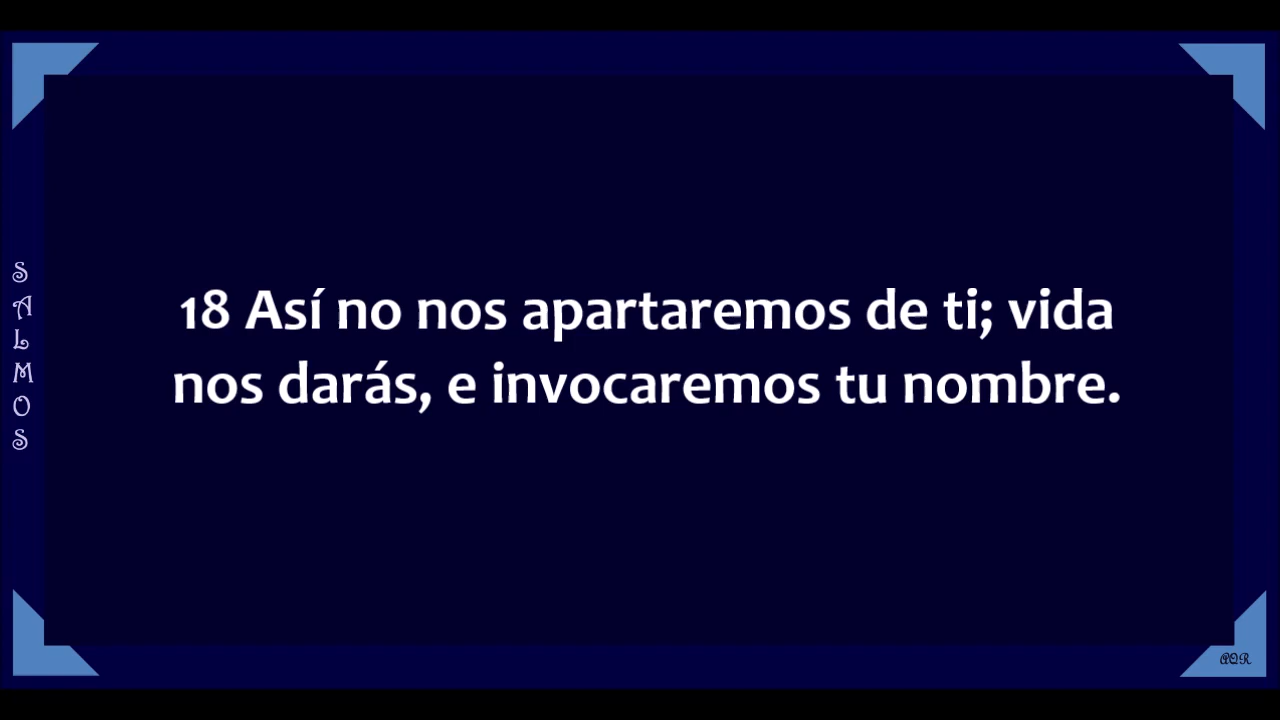 SALMOS
18 Así no nos apartaremos de ti; vida
nos darás, e invocaremos tu nombre.